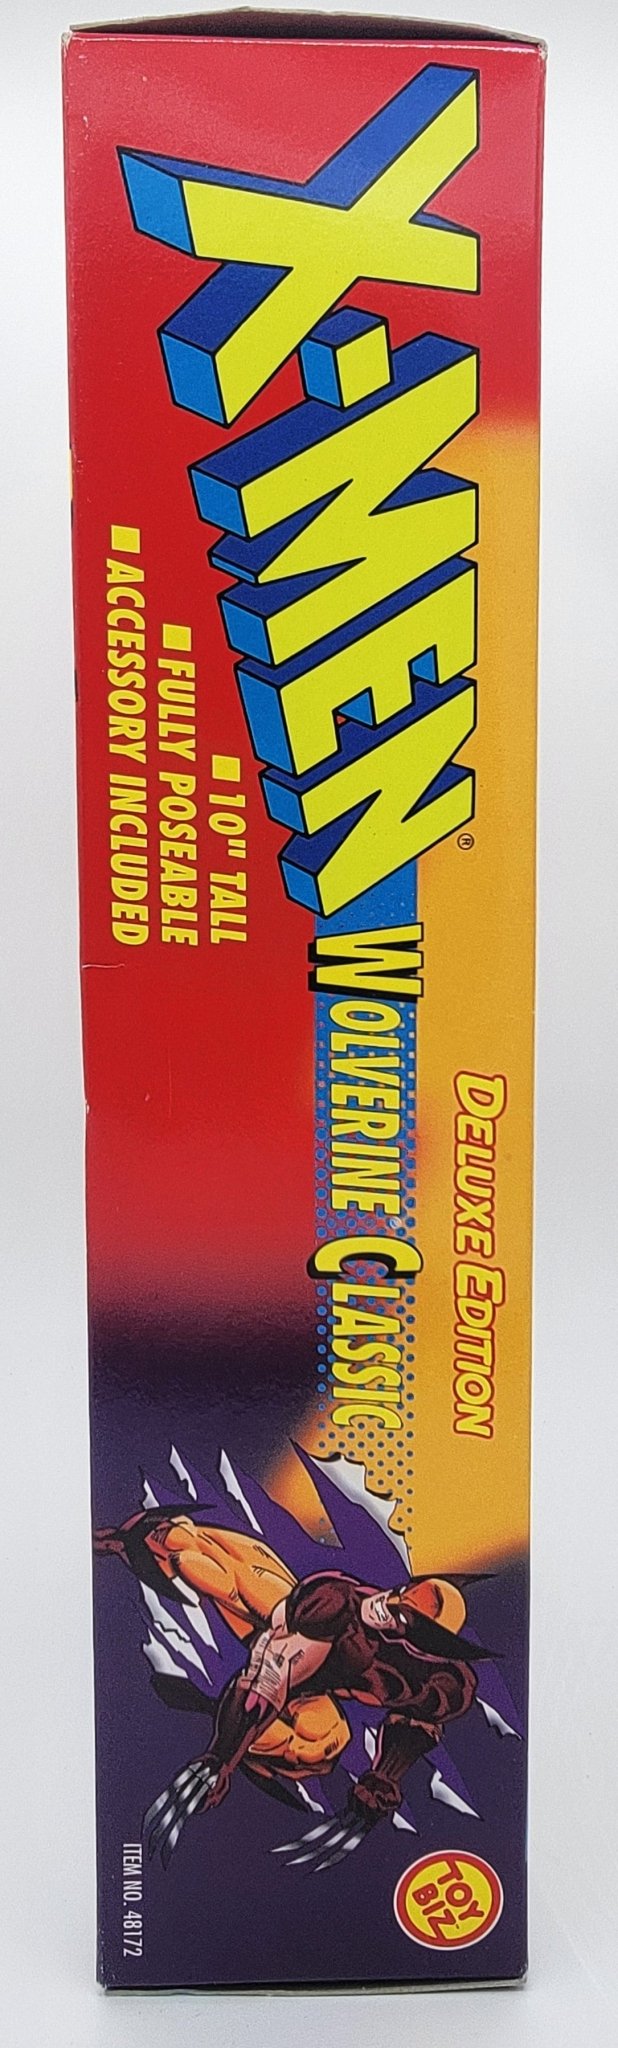 X-MEN®
WOLVERINE CLASSIC
DELUXE EDITION
10" TALL
FULLY POSEABLE
ACCESSORY INCLUDED
TOY
BIZ
ITEM NO. 48172